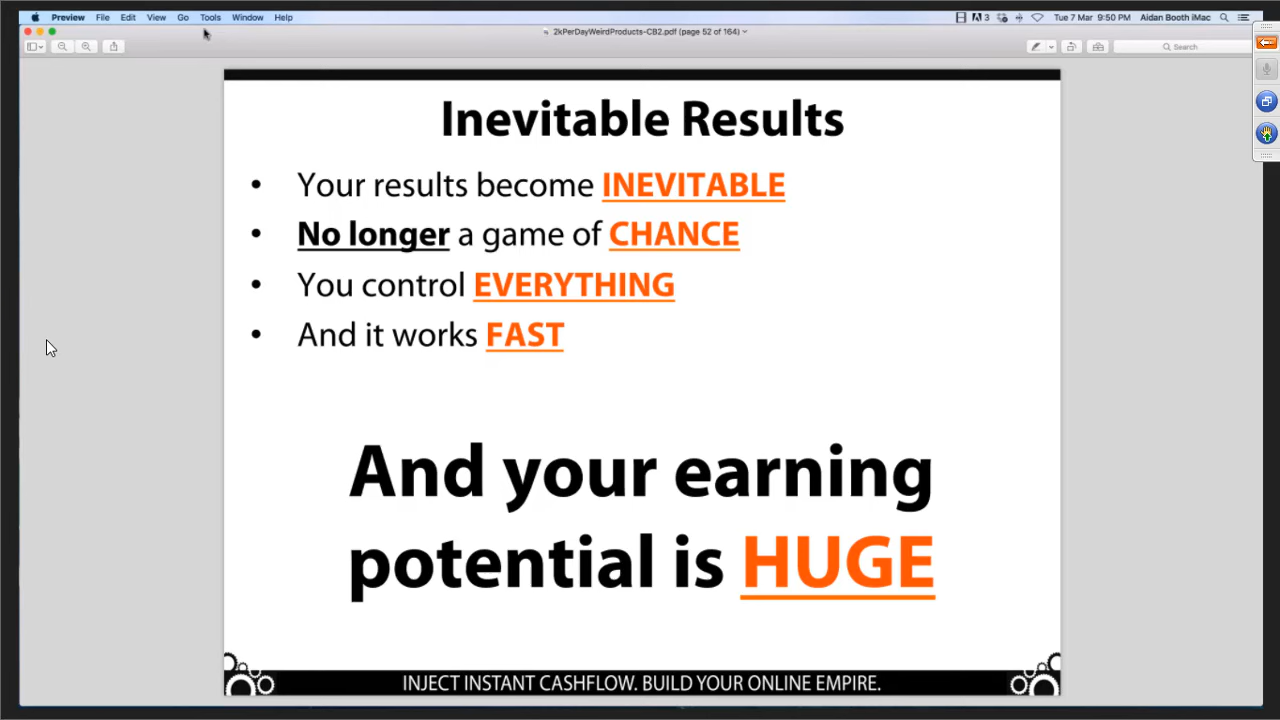 Preview File Edit View Go Tools Window Help 3 Tue 7 Mar 9:50 PM Aidan Booth iMac
2kPerDayWeirdProducts-CB2.pdf (page 52 of 164)
Search
Inevitable Results
• Your results become INEVITABLE
• No longer a game of CHANCE
• You control EVERYTHING
• And it works FAST
And your earning
potential is HUGE
INJECT INSTANT CASHFLOW. BUILD YOUR ONLINE EMPIRE.